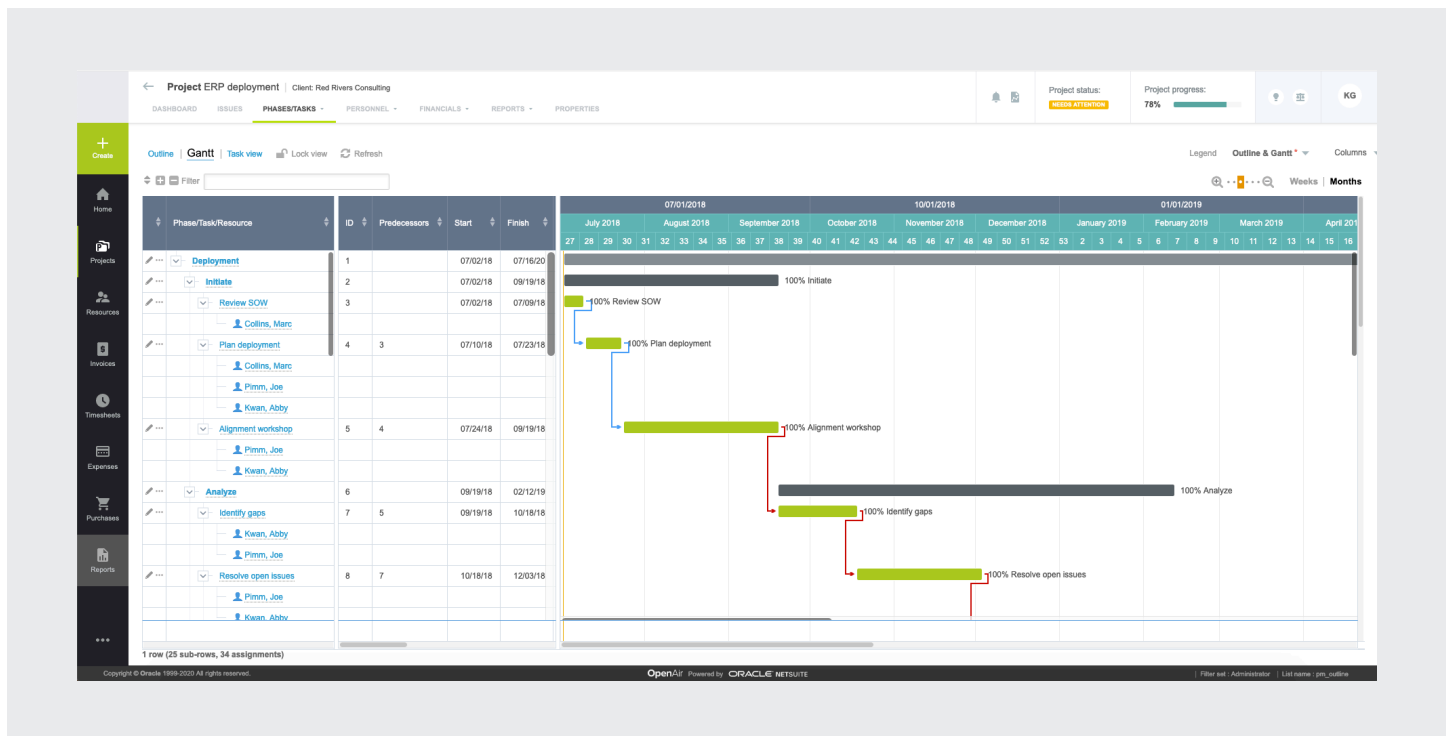 Project ERP deployment | Client: Red Rivers Consulting
DASHBOARD ISSUES PHASES/TASKS PERSONNEL FINANCIALS REPORTS PROPERTIES
Project status:
NEEDS ATTENTION
Project progress:
78%
KG
Create
Home
Projects
Resources
Invoices
Timesheets
Expenses
Purchases
Reports
Outline | Gantt | Task view Lock view Refresh
Legend Outline & Gantt * Columns
Filter
Weeks | Months
Phase/Task/Resource ID Predecessors Start Finish
07/01/2018 10/01/2018 01/01/2019
July 2018 August 2018 September 2018 October 2018 November 2018 December 2018 January 2019 February 2019 March 2019 April 201
27 28 29 30 31 32 33 34 35 36 37 38 39 40 41 42 43 44 45 46 47 48 49 50 51 52 53 2 3 4 5 6 7 8 9 10 11 12 13 14 15 16
Deployment 1 07/02/18 07/16/20
Initiate 2 07/02/18 09/19/18 100% Initiate
Review SOW 3 07/02/18 07/09/18 100% Review SOW
Collins, Marc
Plan deployment 4 3 07/10/18 07/23/18 100% Plan deployment
Collins, Marc
Pimm, Joe
Kwan, Abby
Alignment workshop 5 4 07/24/18 09/19/18 100% Alignment workshop
Pimm, Joe
Kwan, Abby
Analyze 6 09/19/18 02/12/19 100% Analyze
Identify gaps 7 5 09/19/18 10/18/18 100% Identify gaps
Kwan, Abby
Pimm, Joe
Resolve open issues 8 7 10/18/18 12/03/18 100% Resolve open issues
Pimm, Joe
Kwan, Abby
1 row (25 sub-rows, 34 assignments)
Copyright © Oracle 1999-2020 All rights reserved.
OpenAir Powered by ORACLE NETSUITE
| Filter set : Administrator | List name : pm_outline